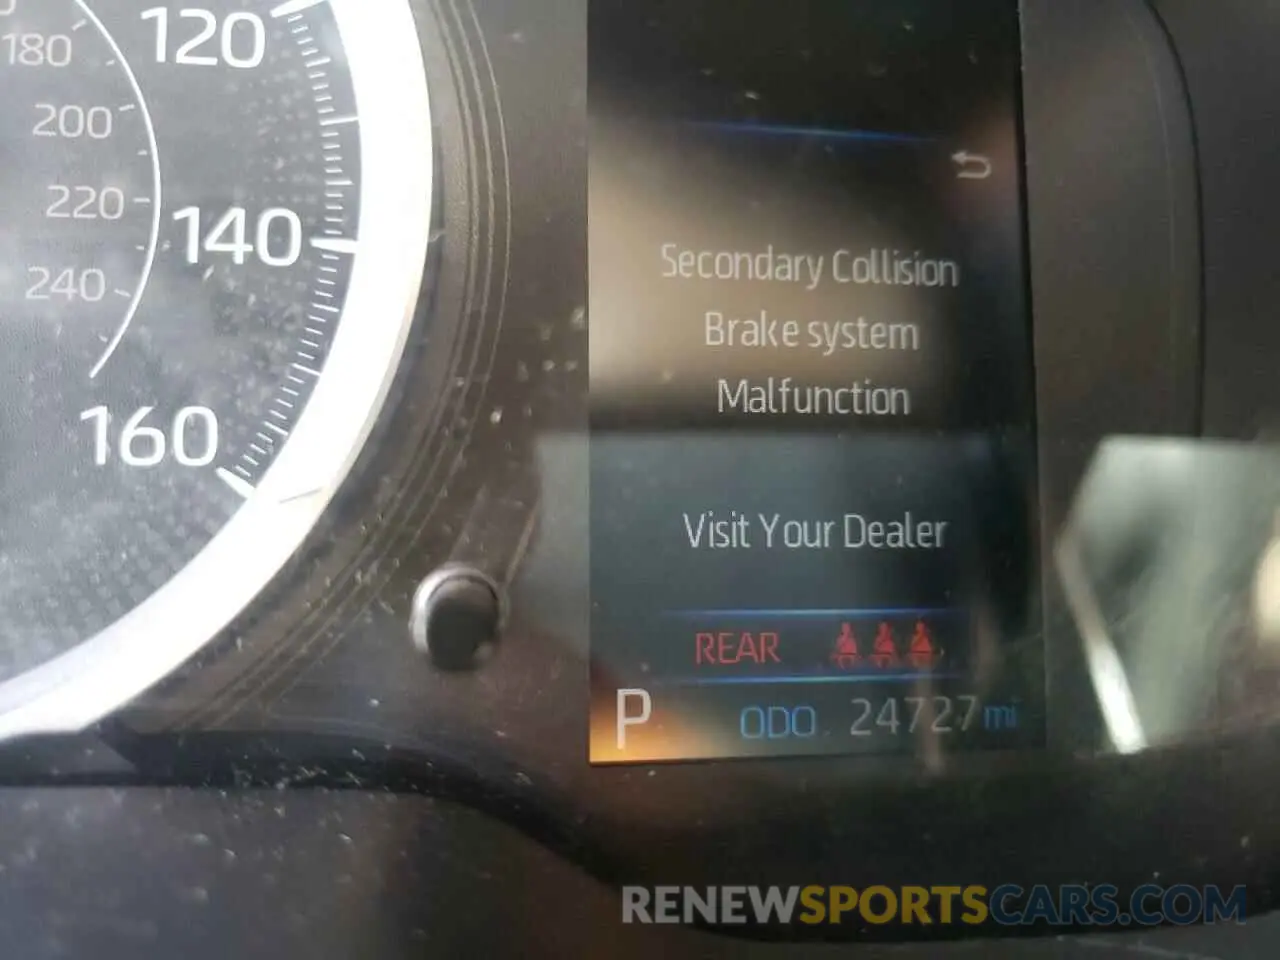 180
120
200
220
140
240
160
Secondary Collision
Brake system
Malfunction
Visit Your Dealer
REAR
P ODO 24727 mi
RENEWSPORTSCARS.COM